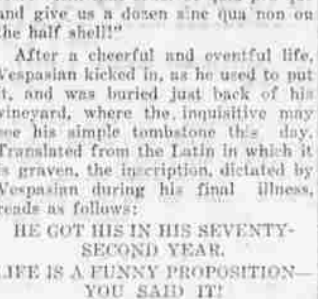 and give us a dozen sine qua non on
the half shell!"
After a cheerful and eventful life,
Vespasian kicked in, as he used to put
it, and was buried just back of his
vineyard, where the inquisitive may
see his simple tombstone this day.
Translated from the Latin in which it
is graven, the inscription, dictated by
Vespasian during his final illness,
reads as follows:
HE GOT HIS IN HIS SEVENTY-
SECOND YEAR.
LIFE IS A FUNNY PROPOSITION—
YOU SAID IT!